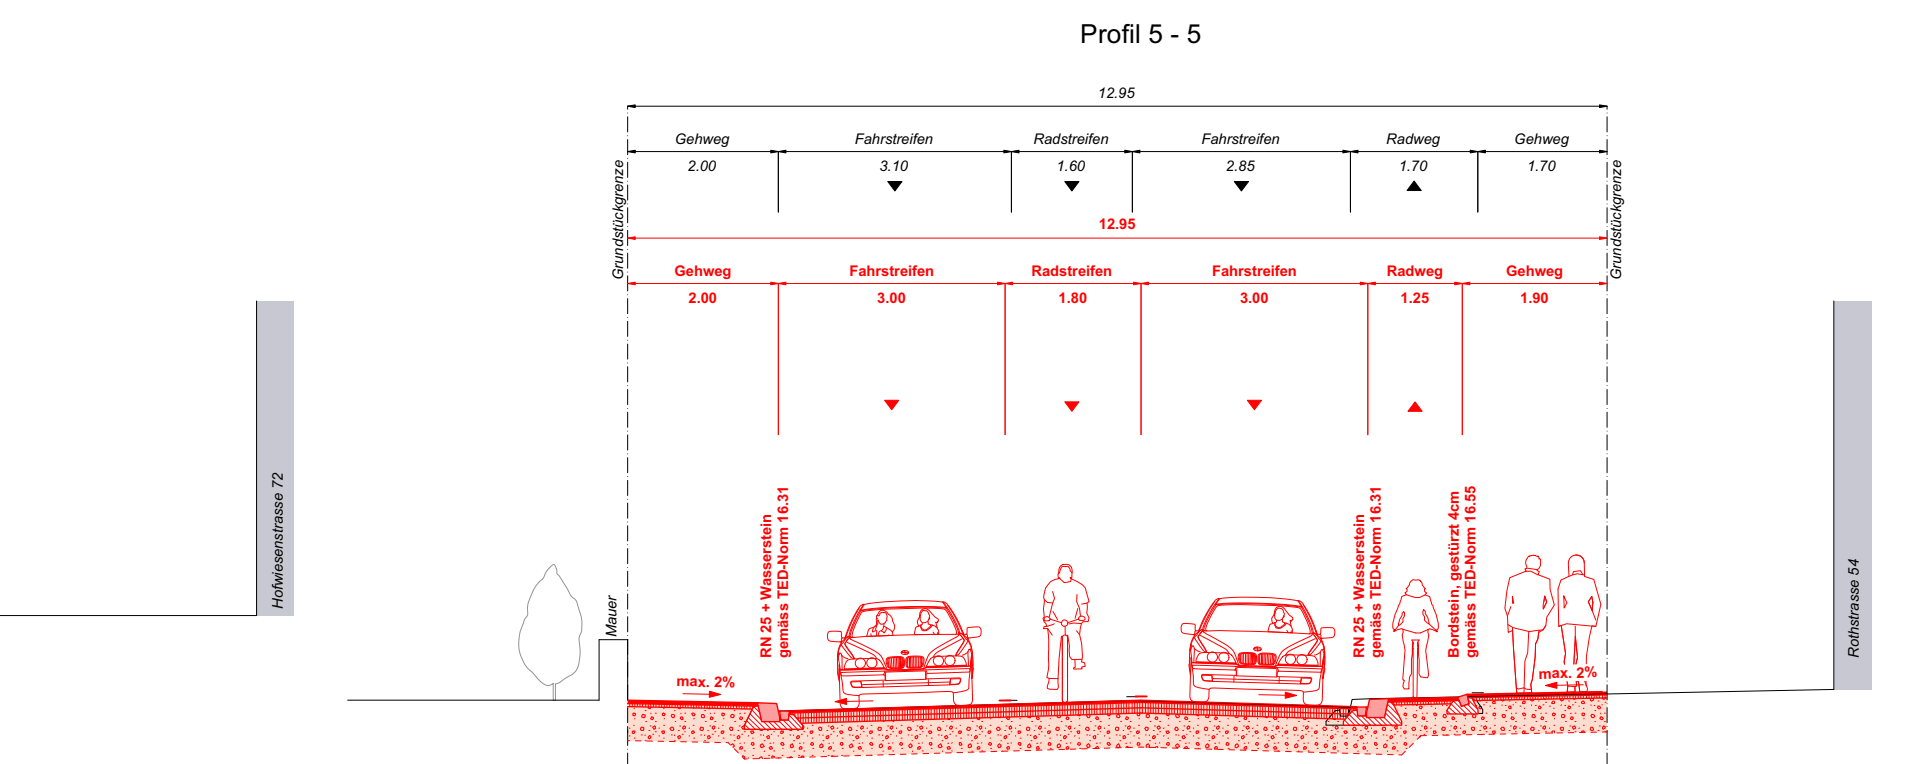 Profil 5 - 5
12.95
Gehweg Fahrstreifen Radstreifen Fahrstreifen Radweg Gehweg
2.00 3.10 1.60 2.85 1.70 1.70
Grundstückgrenze
Grundstückgrenze
12.95
Gehweg Fahrstreifen Radstreifen Fahrstreifen Radweg Gehweg
2.00 3.00 1.80 3.00 1.25 1.90
Hofwiesenstrasse 72
Mauer
RN 25 + Wasserstein
gemäss TED-Norm 16.31
RN 25 + Wasserstein
gemäss TED-Norm 16.31
Bordstein, gestürzt 4cm
gemäss TED-Norm 16.55
Rothstrasse 54
max. 2%
max. 2%